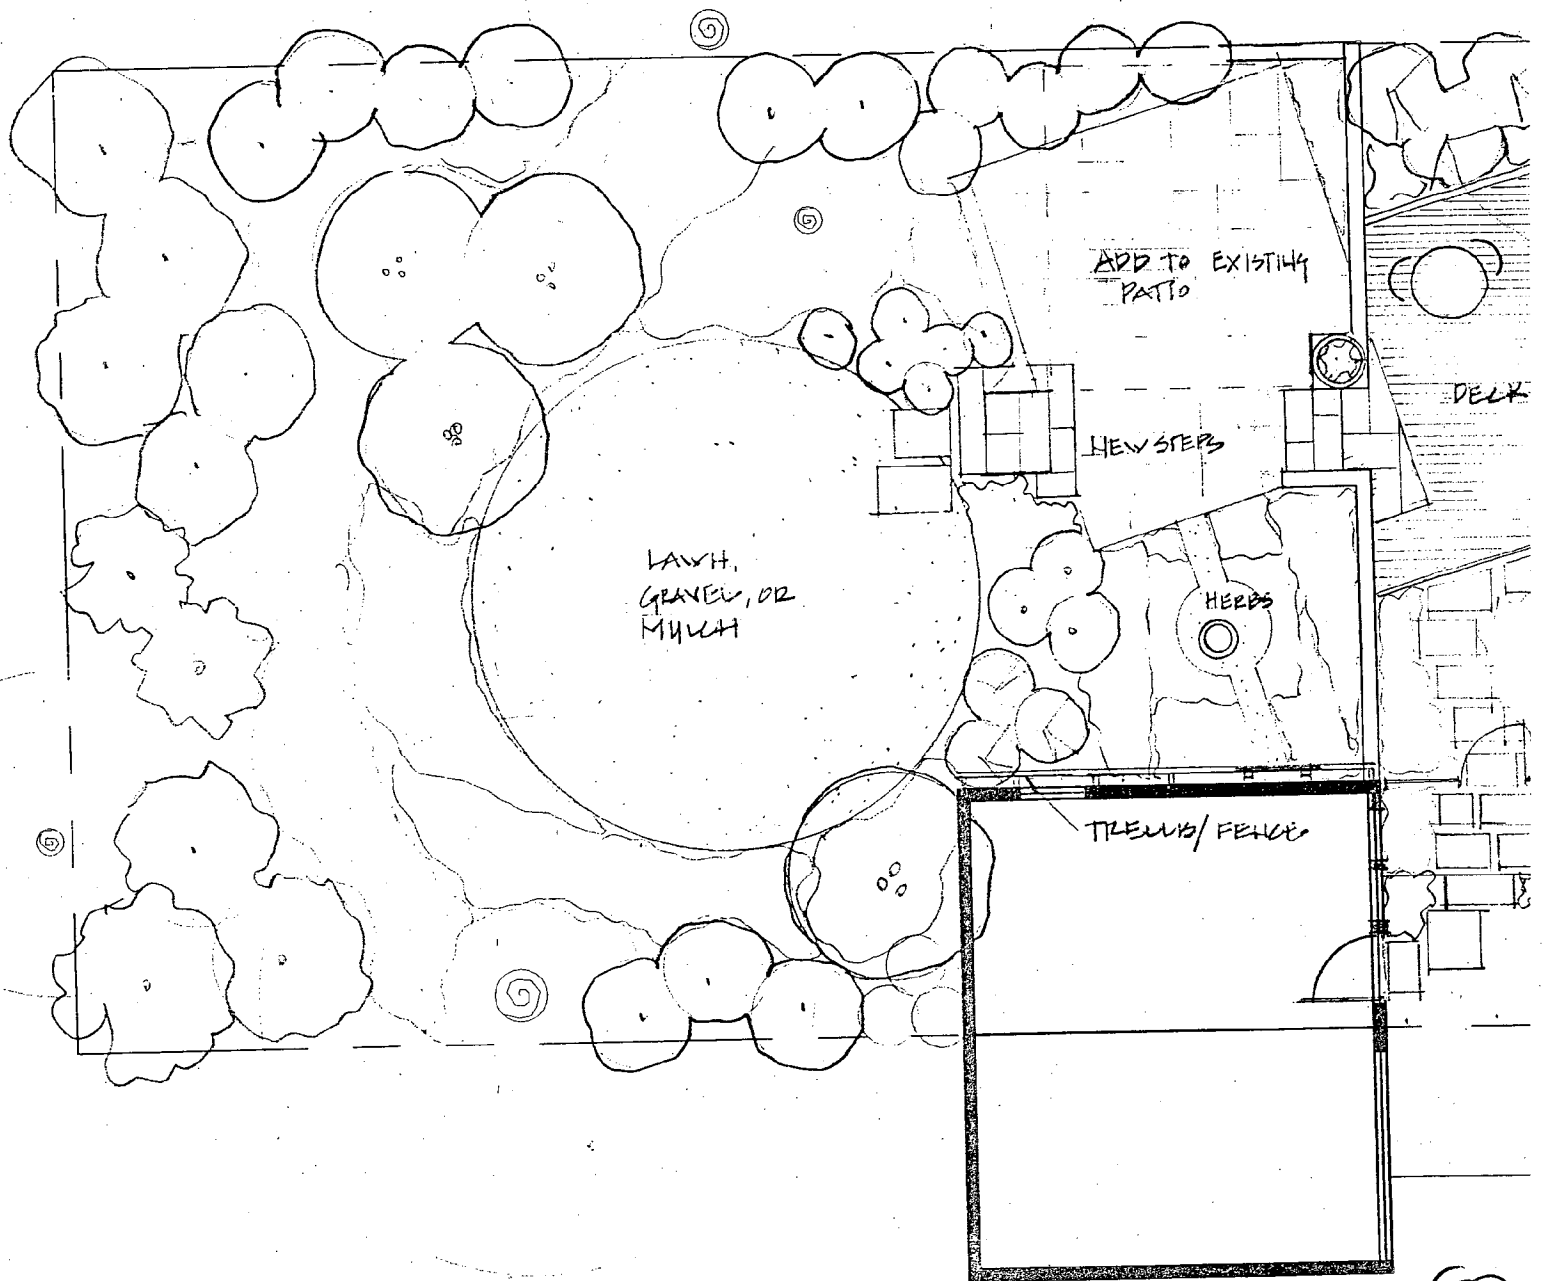 ADD TO EXISTING
PATIO
DECK
NEW STEPS
LAWN,
GRAVEL, OR
MULCH
HERBS
TRELLIS/FENCE